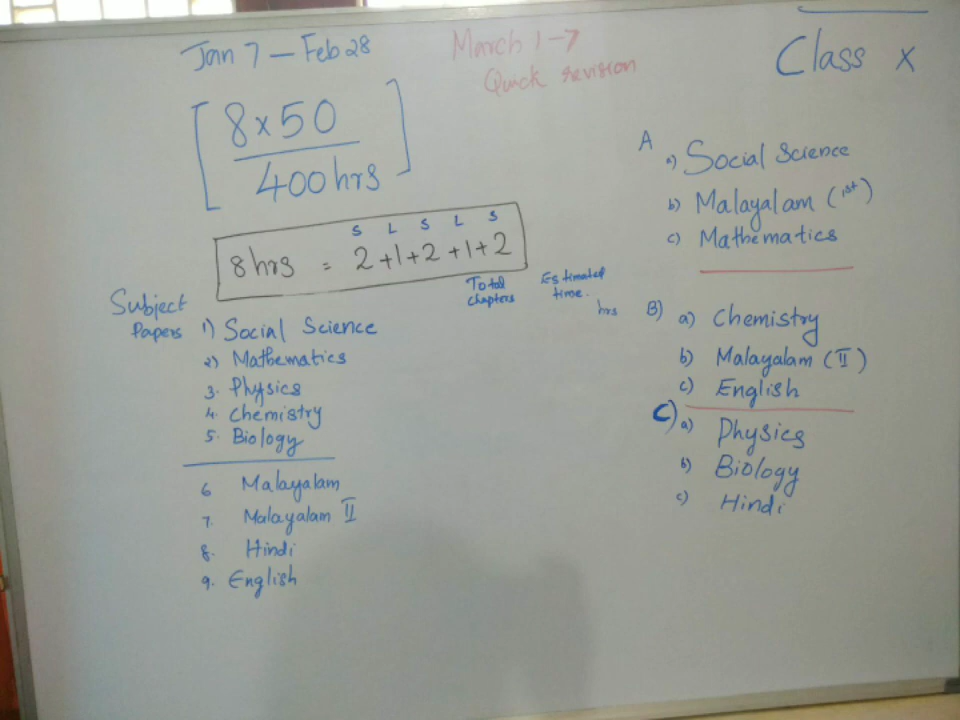 Jan 7 - Feb 28
March 1-7
Quick revision
Class X
[8x50
400 hrs]
S L S L S
8 hrs = 2+1+2+1+2
Total
chapters
Estimated
time.
hrs
Subject
Papers
1) Social Science
2) Mathematics
3. Physics
4. Chemistry
5. Biology
6 Malayalam
7. Malayalam II
8. Hindi
9. English
A
a) Social Science
b) Malayalam (1st)
c) Mathematics
B)
a) Chemistry
b) Malayalam (II)
c) English
C)
a) Physics
b) Biology
c) Hindi